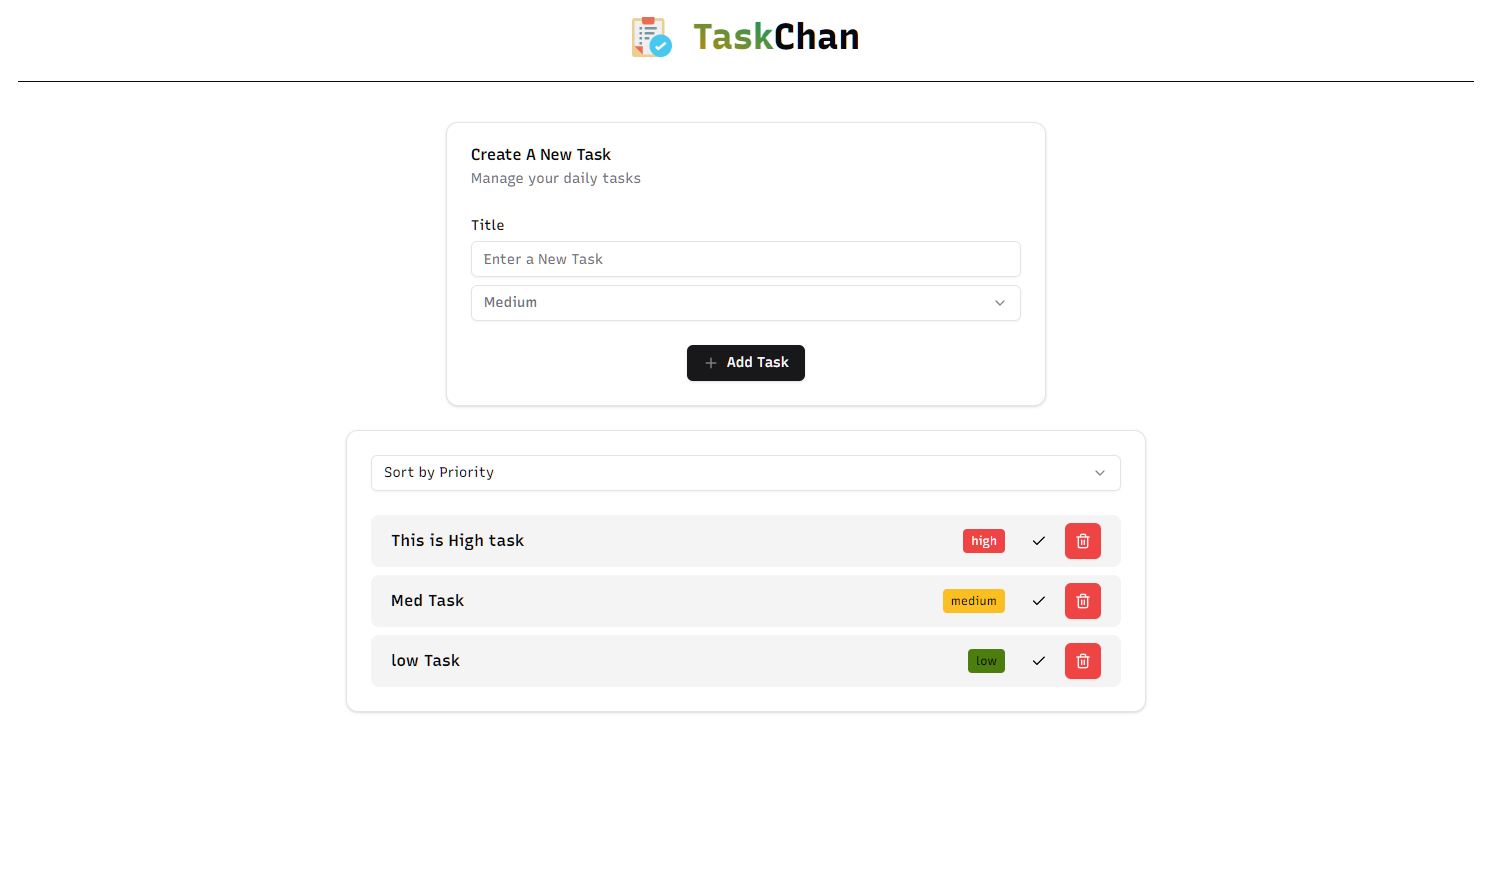 TaskChan
Create A New Task
Manage your daily tasks
Title
Enter a New Task
Medium
Add Task
Sort by Priority
This is High task high
Med Task medium
low Task low